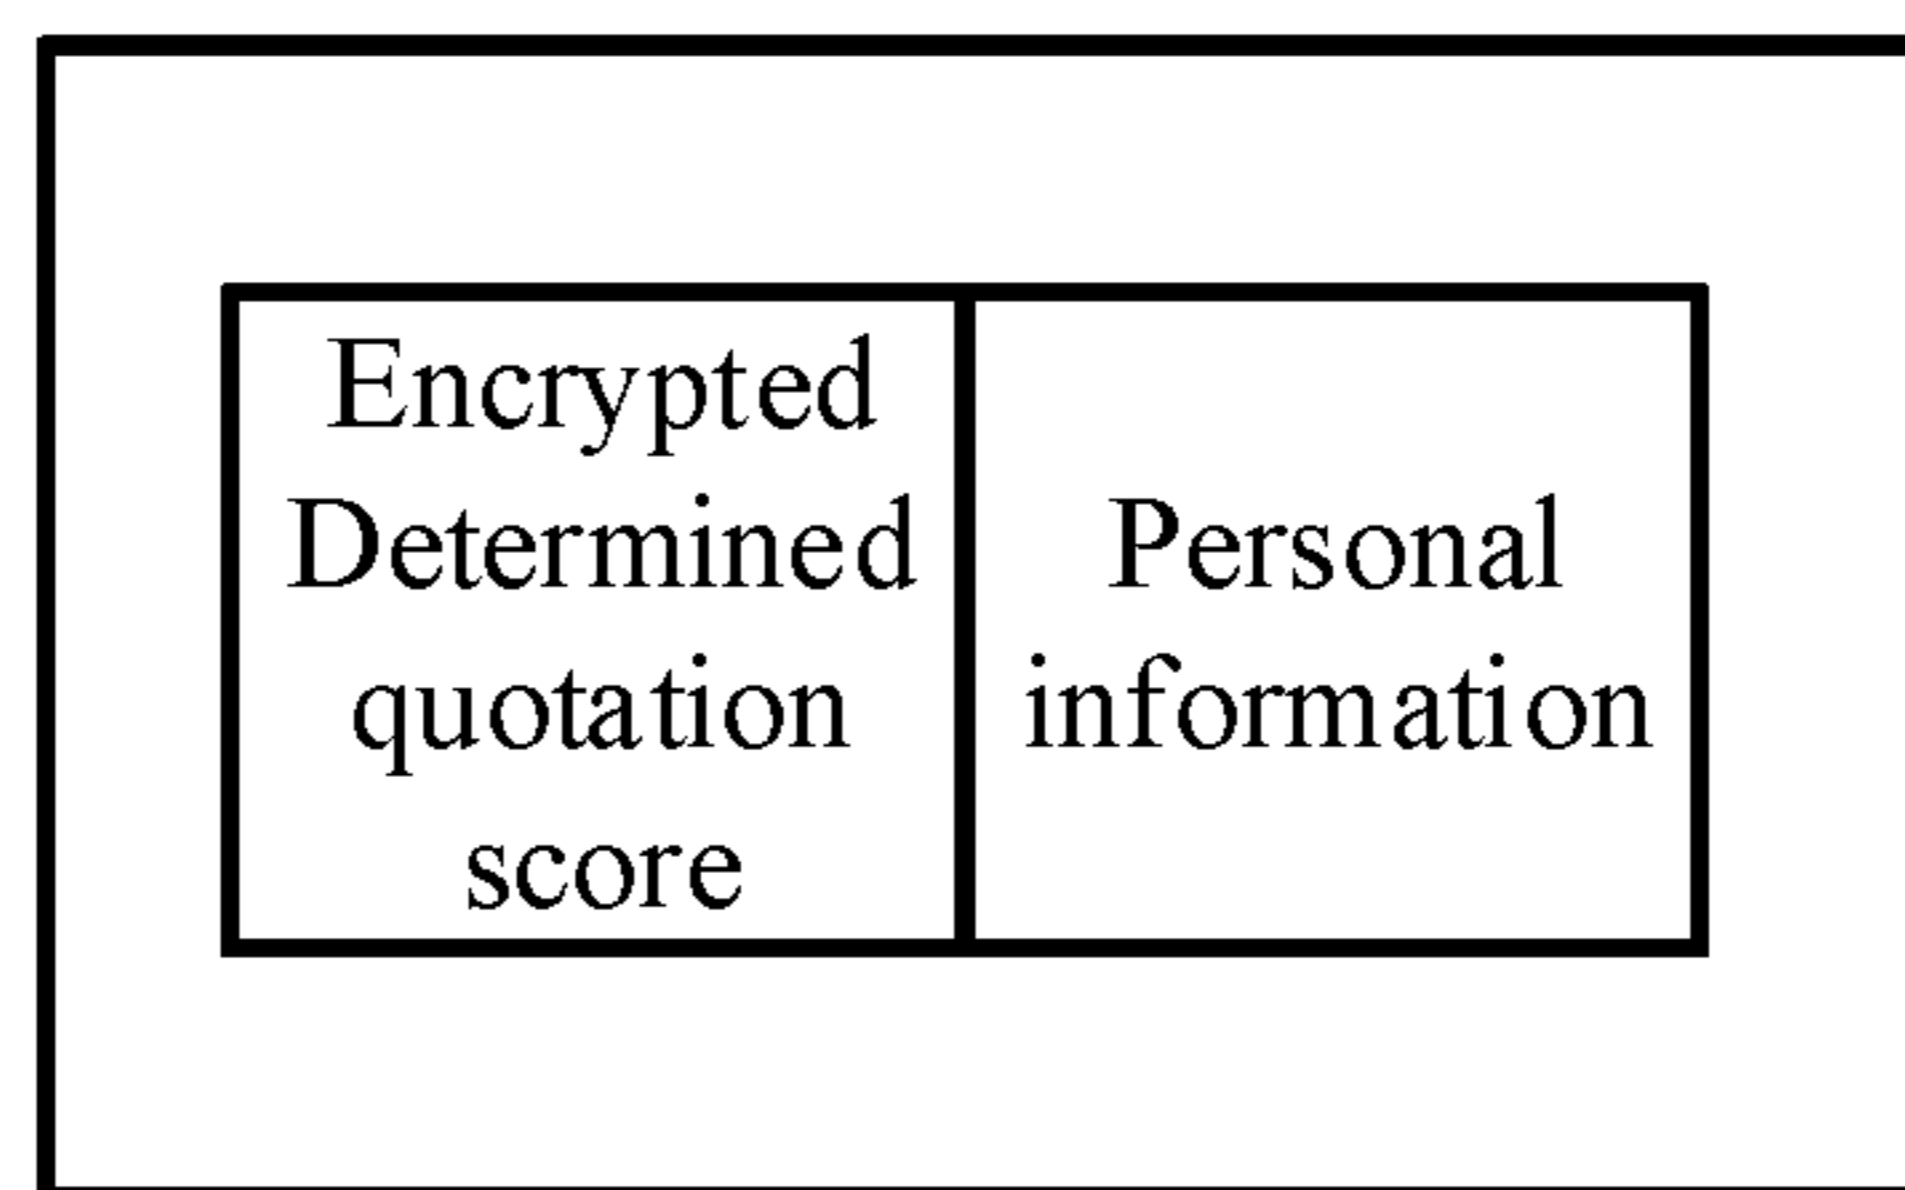 Encrypted
Determined
quotation
score
Personal
information